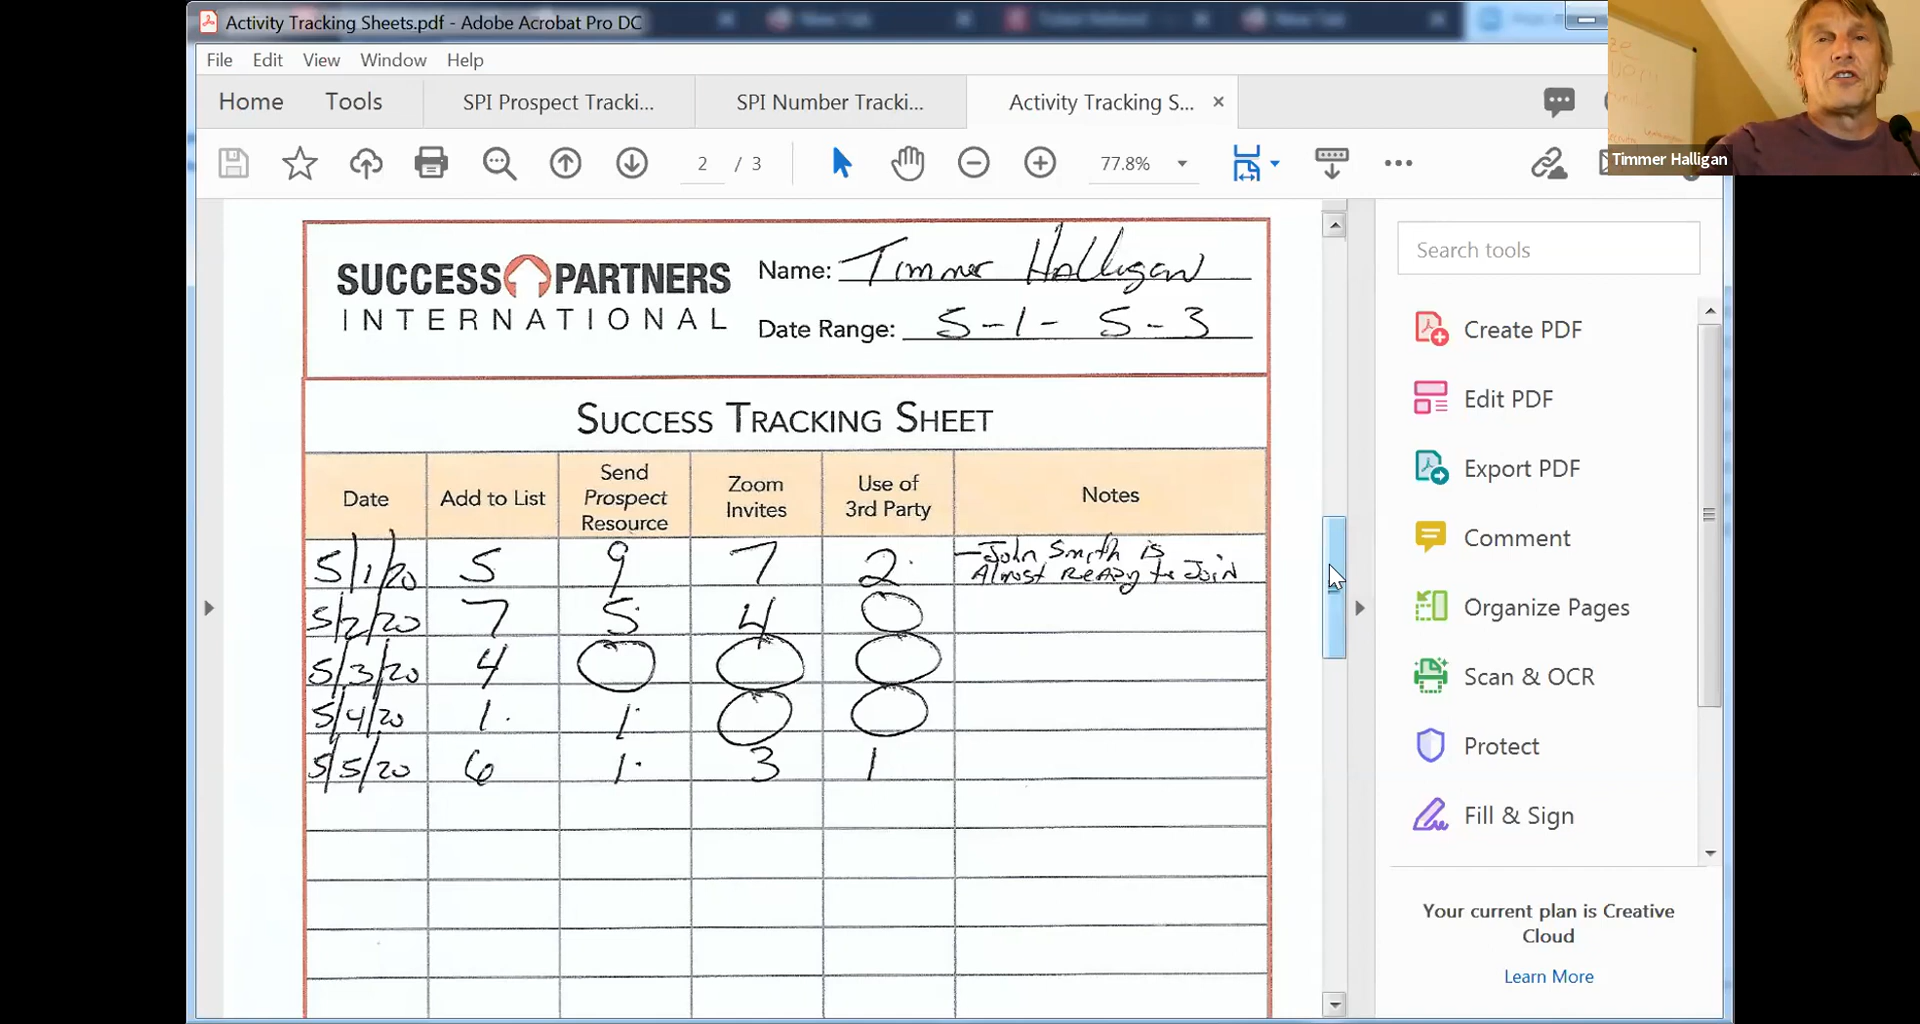 Activity Tracking Sheets.pdf - Adobe Acrobat Pro DC
New Tab
New Tab
File Edit View Window Help
Home Tools SPI Prospect Tracki... SPI Number Tracki... Activity Tracking S... ×
2 / 3 77.8%
Timmer Halligan
SUCCESS PARTNERS
INTERNATIONAL
Name: Timmer Halligan
Date Range: 5-1- 5-3
SUCCESS TRACKING SHEET
Date Add to List Send Prospect Resource Zoom Invites Use of 3rd Party Notes
5/1/20 5 9 7 2 -John Smith is
Almost Ready to Join
5/2/20 7 5 4 0
5/3/20 4 0 0 0
5/4/20 1 1 0 0
5/5/20 6 1 3 1
Search tools
Create PDF
Edit PDF
Export PDF
Comment
Organize Pages
Scan & OCR
Protect
Fill & Sign
Your current plan is Creative
Cloud
Learn More